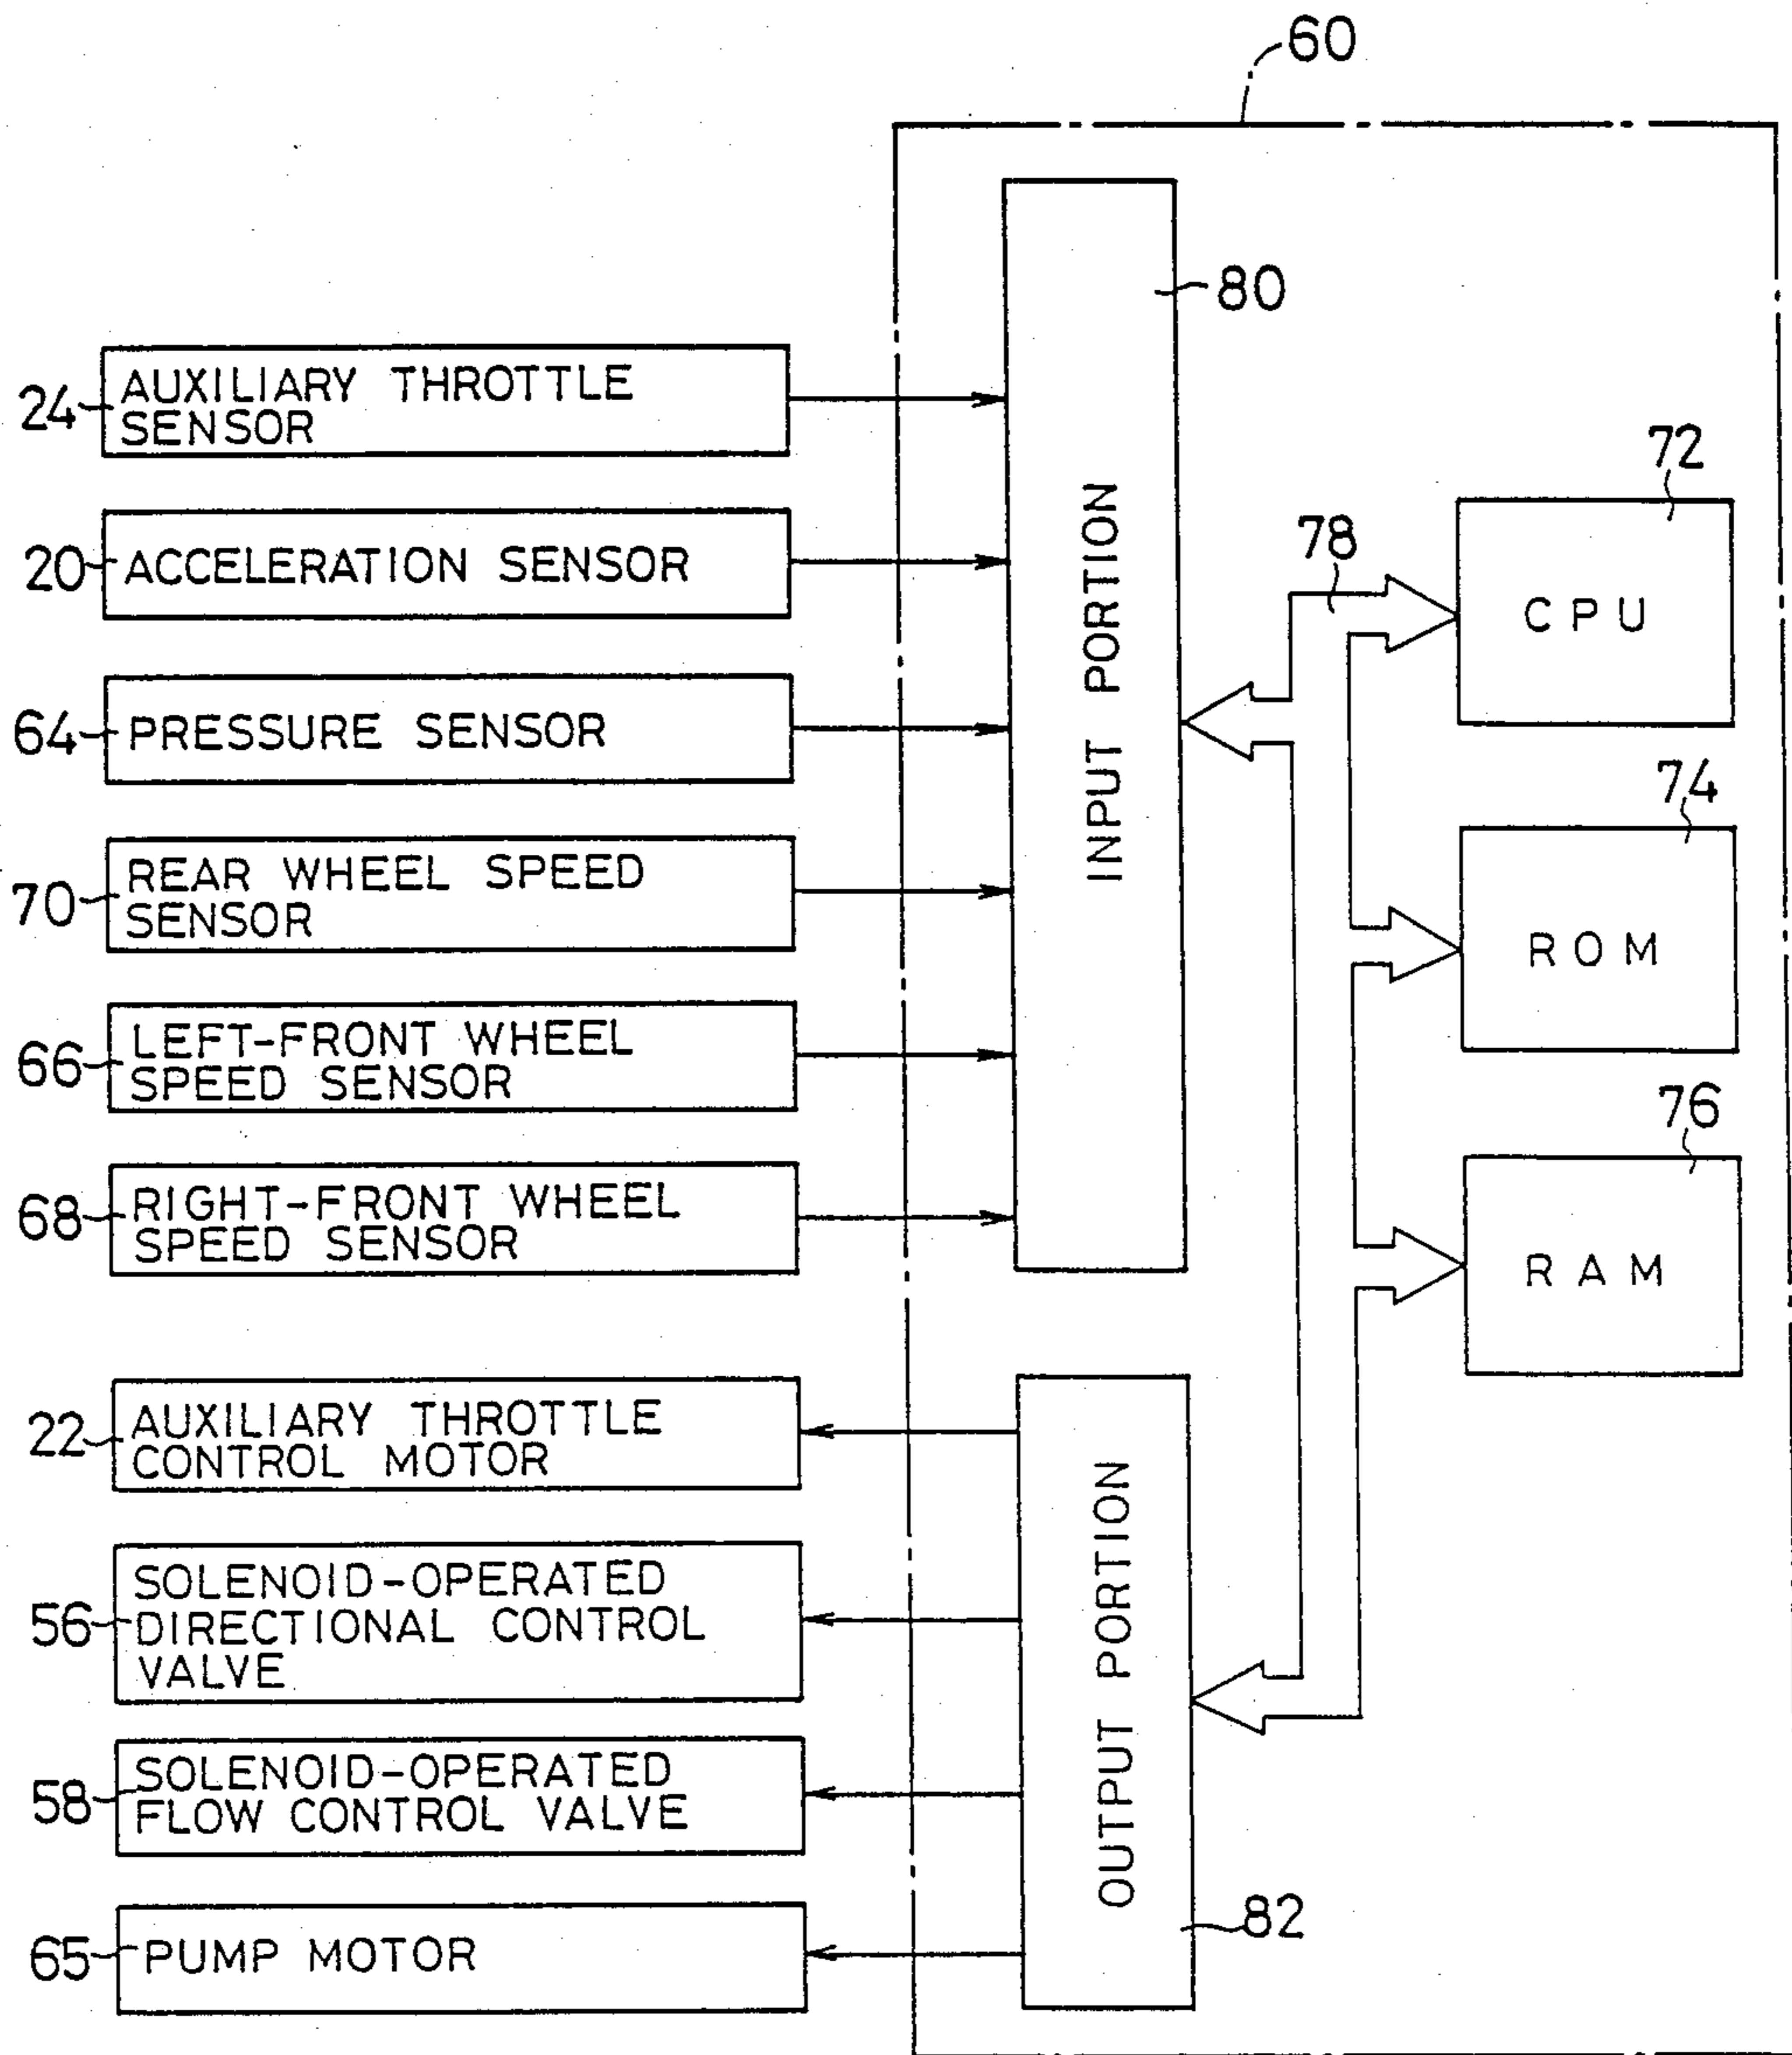 60
80
24
AUXILIARY THROTTLE
SENSOR
20
ACCELERATION SENSOR
64
PRESSURE SENSOR
70
REAR WHEEL SPEED
SENSOR
66
LEFT-FRONT WHEEL
SPEED SENSOR
68
RIGHT-FRONT WHEEL
SPEED SENSOR
INPUT PORTION
78
72
CPU
74
ROM
76
RAM
22
AUXILIARY THROTTLE
CONTROL MOTOR
56
SOLENOID-OPERATED
DIRECTIONAL CONTROL
VALVE
58
SOLENOID-OPERATED
FLOW CONTROL VALVE
65
PUMP MOTOR
OUTPUT PORTION
82